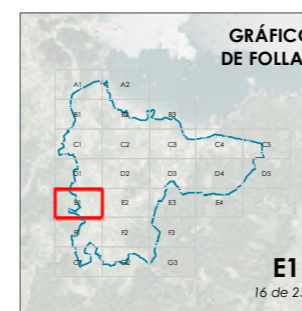 GRÁFICO
DE FOLLA
A1 A2
B1 B2 B3
C1 C2 C3 C4 C5
D1 D2 D3 D4 D5
E1 E2 E3 E4
F1 F2 F3
G1 G2 G3
E1
16 de 25